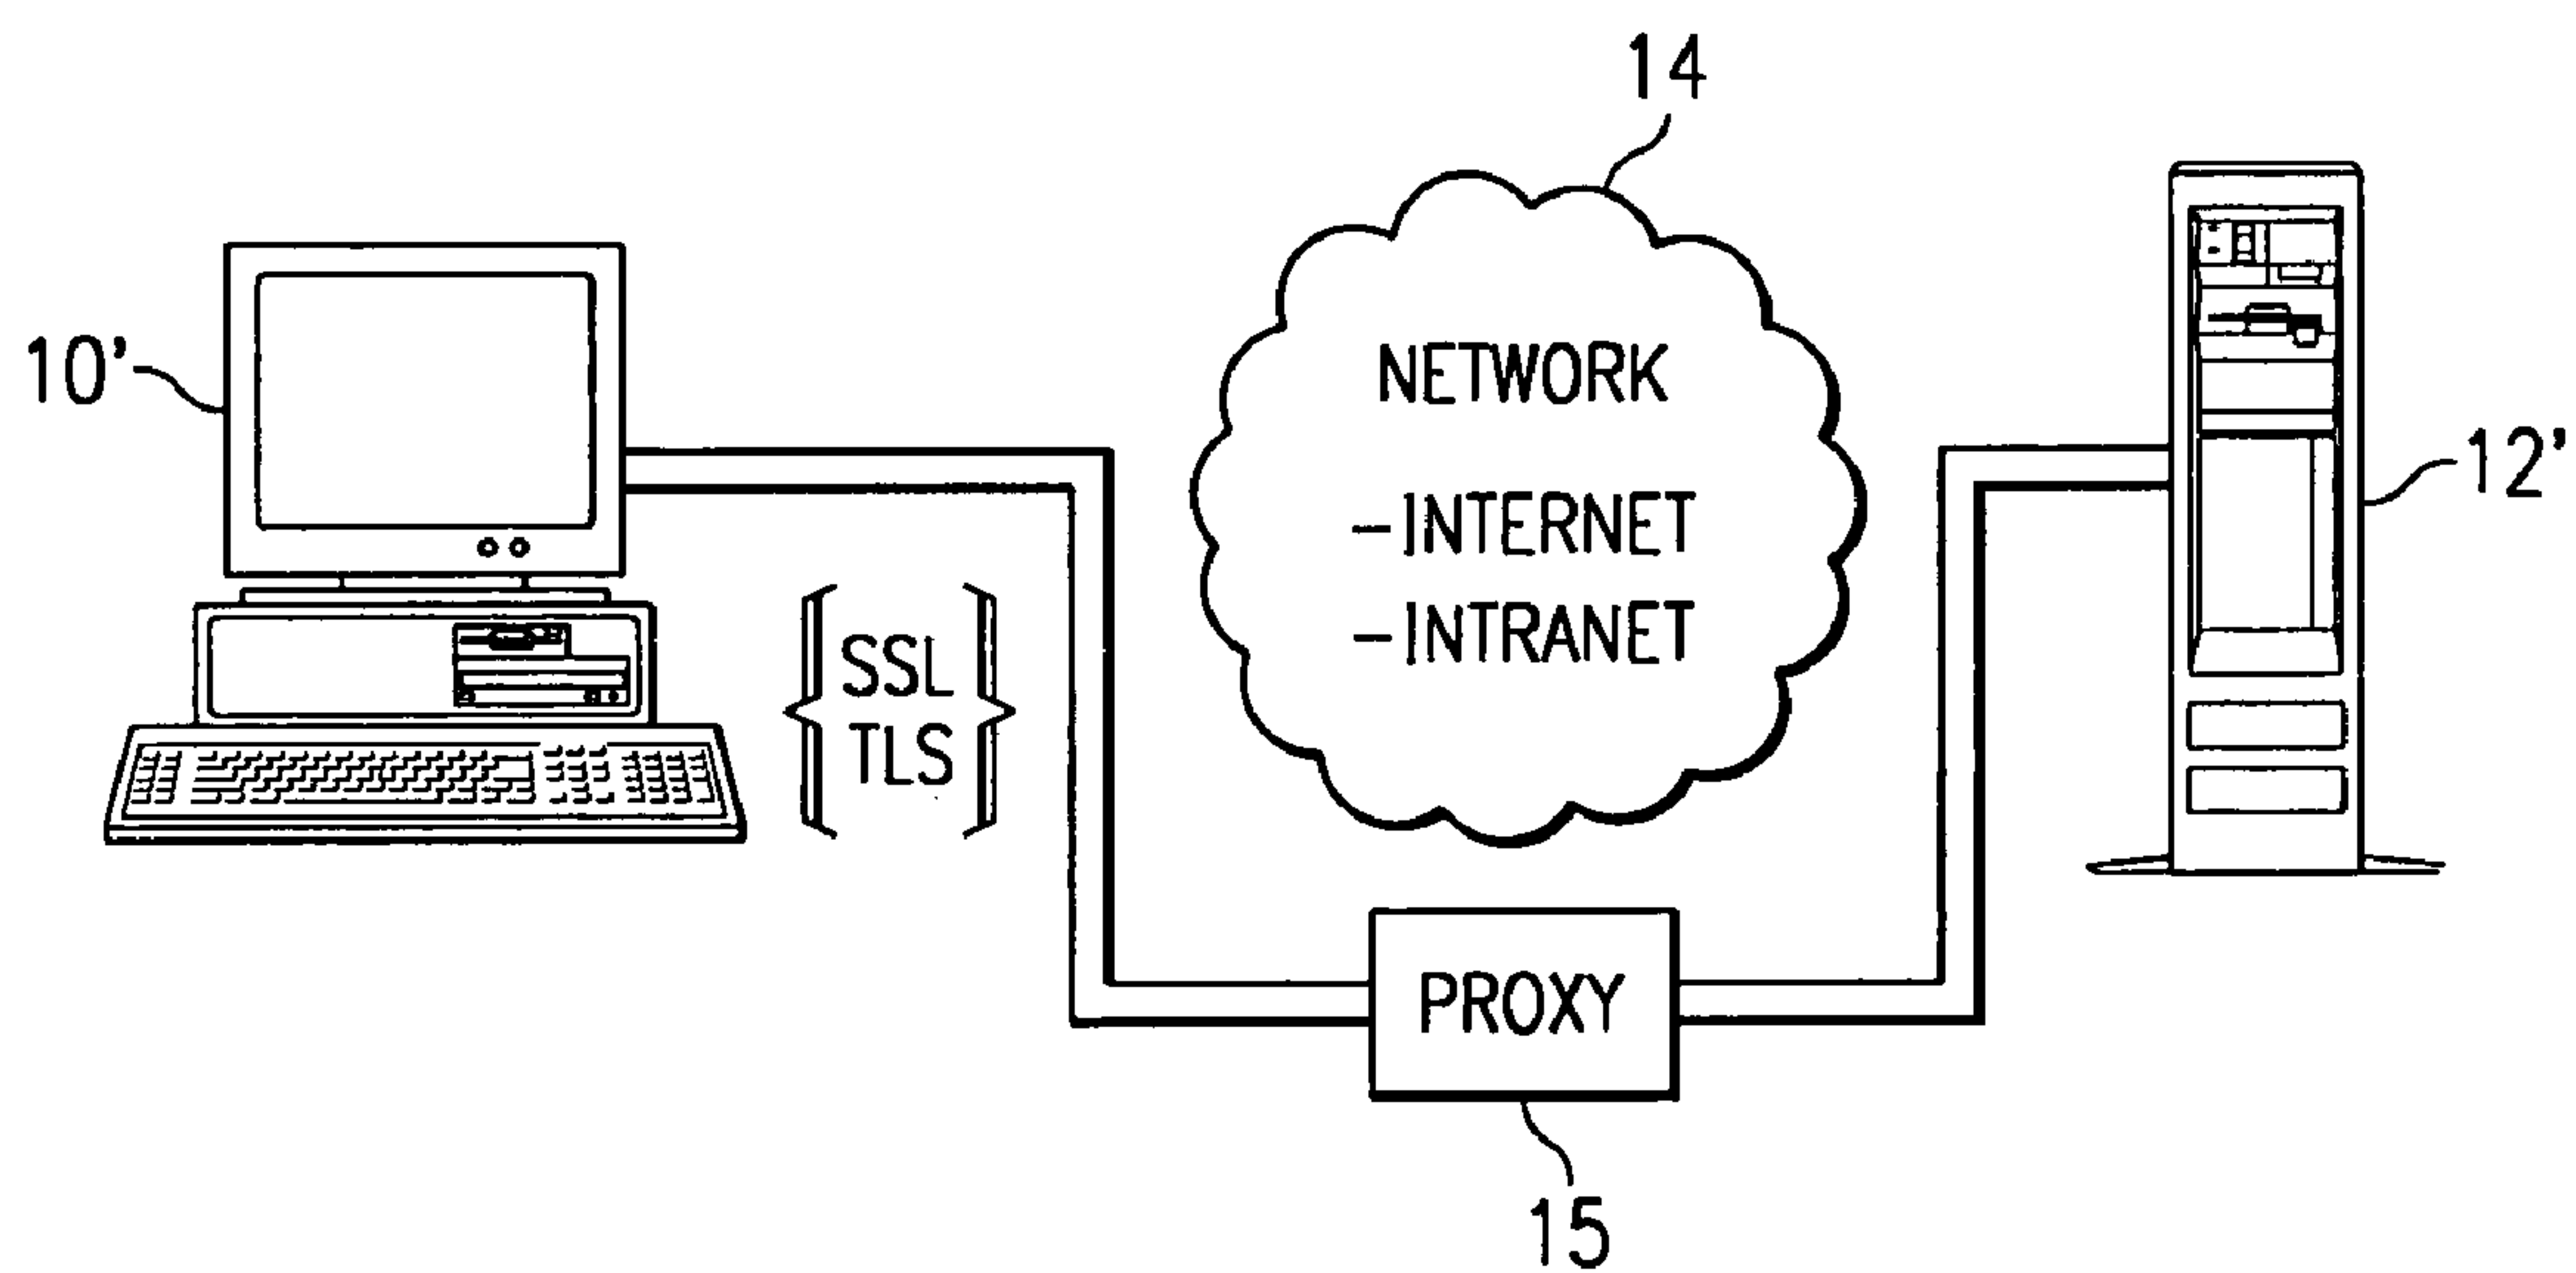 14
10'
NETWORK
-INTERNET
-INTRANET
12'
SSL
TLS
PROXY
15